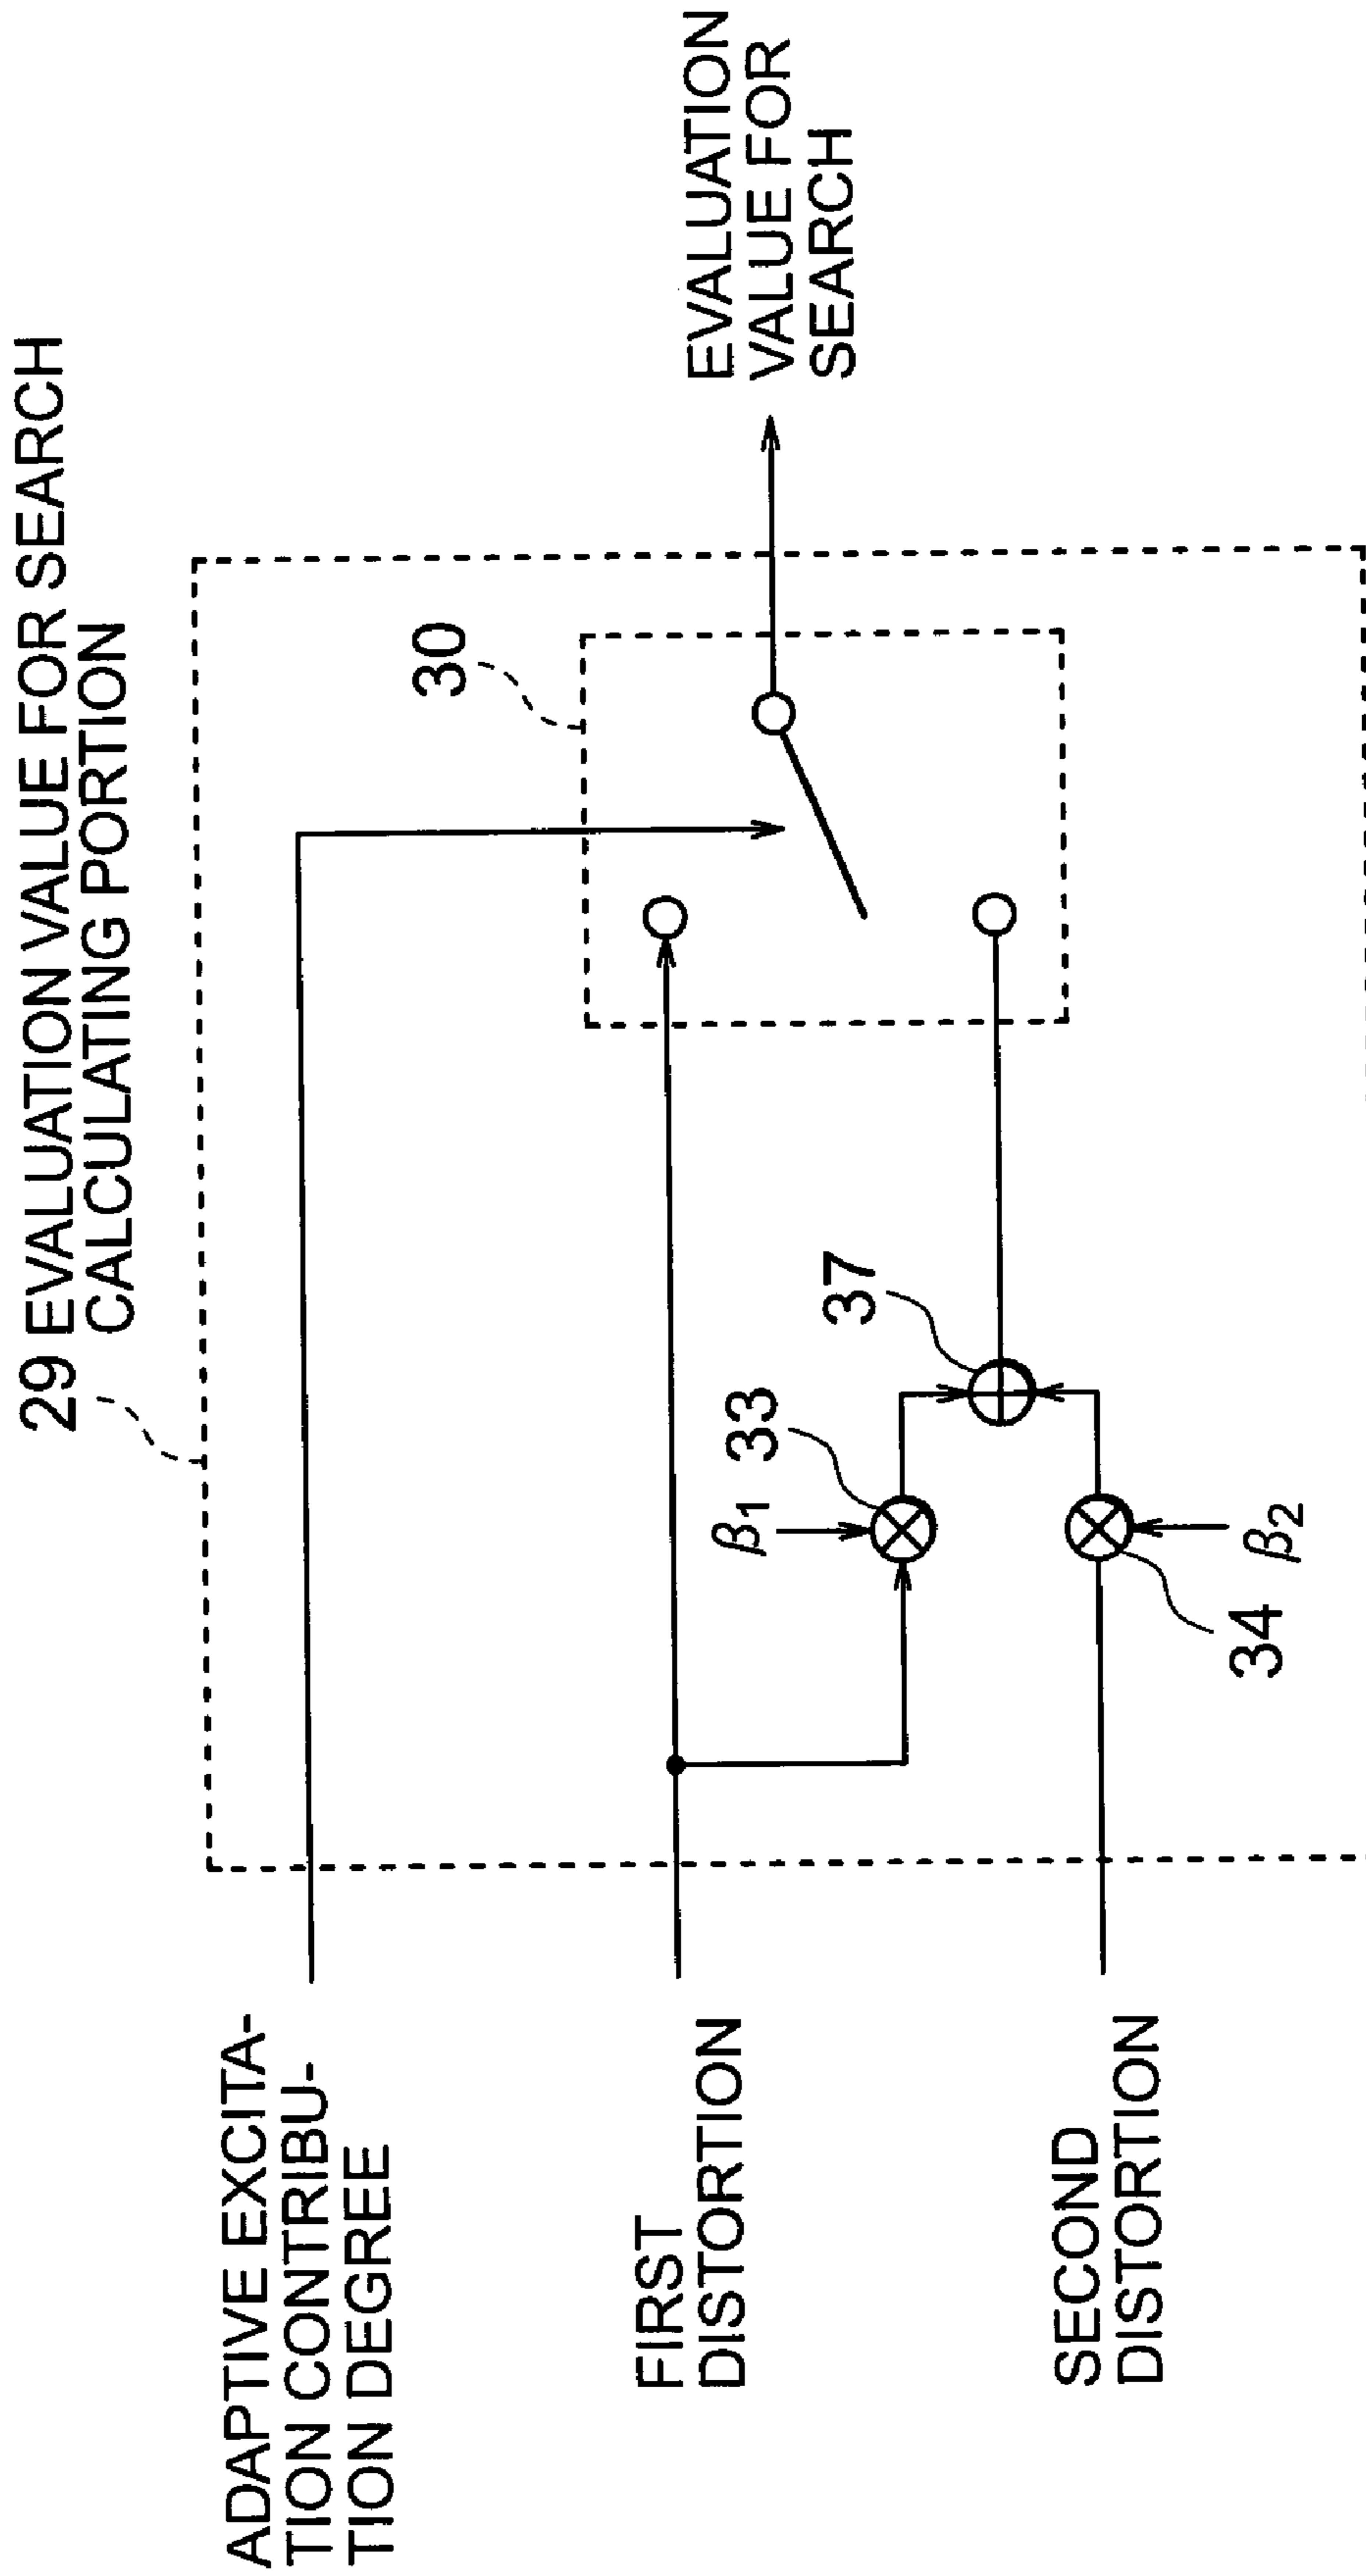 29 EVALUATION VALUE FOR SEARCH
CALCULATING PORTION
ADAPTIVE EXCITA-
TION CONTRIBU-
TION DEGREE
30
FIRST
DISTORTION
EVALUATION
VALUE FOR
SEARCH
β1
33
37
SECOND
DISTORTION
34
β2